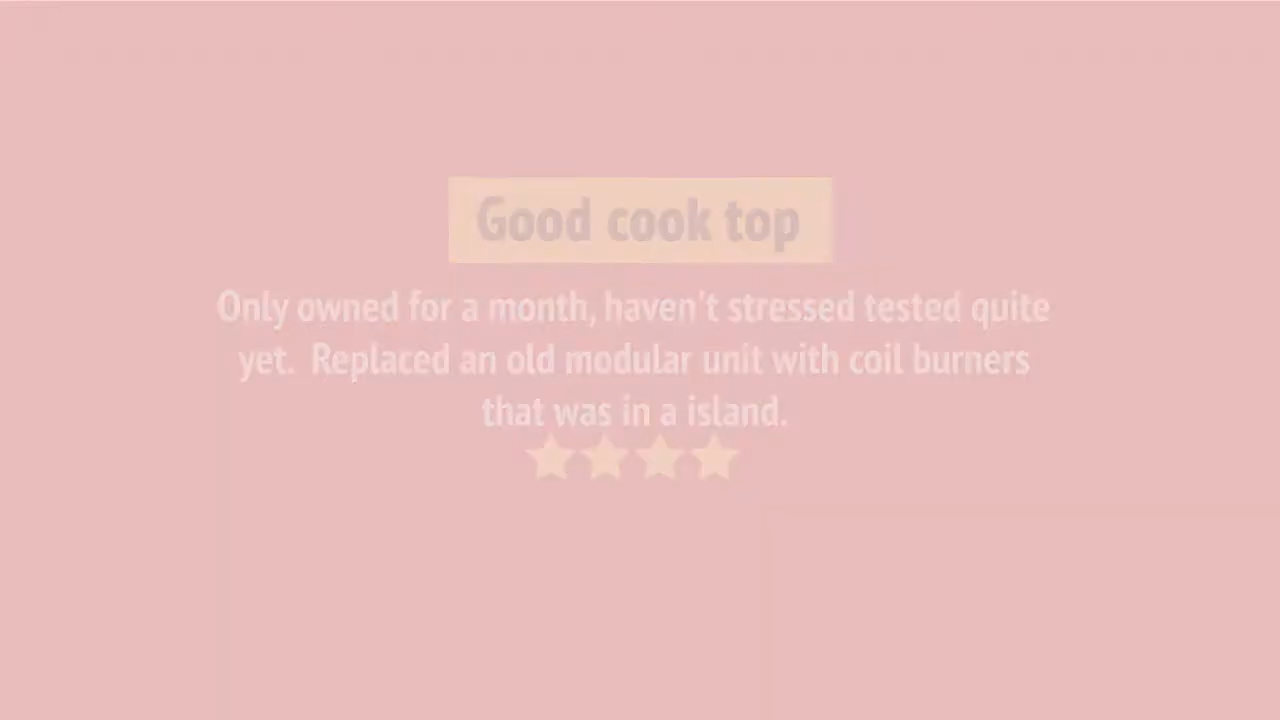 Good cook top
Only owned for a month, haven't stressed tested quite
yet.  Replaced an old modular unit with coil burners
that was in a island.